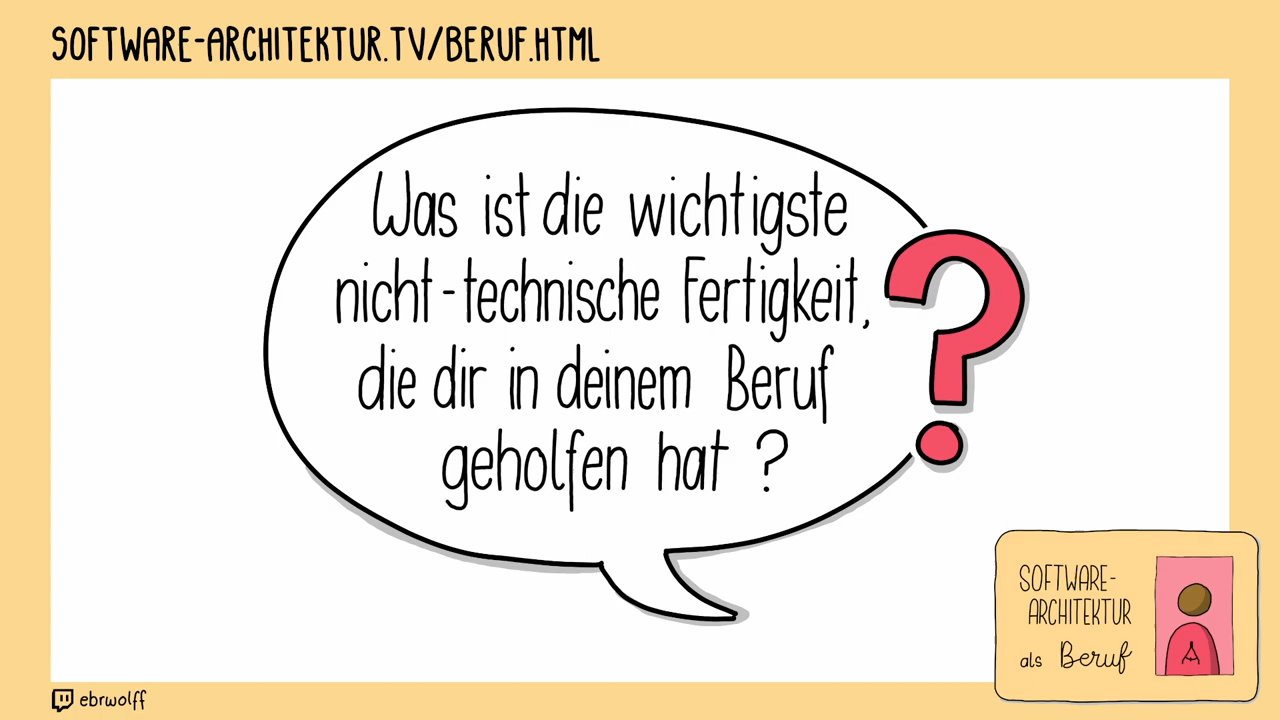 SOFTWARE-ARCHITEKTUR.TV/BERUF.HTML
Was ist die wichtigste
nicht-technische Fertigkeit,
die dir in deinem Beruf
geholfen hat ?
?
SOFTWARE-
ARCHITEKTUR
als Beruf
ebrwolff